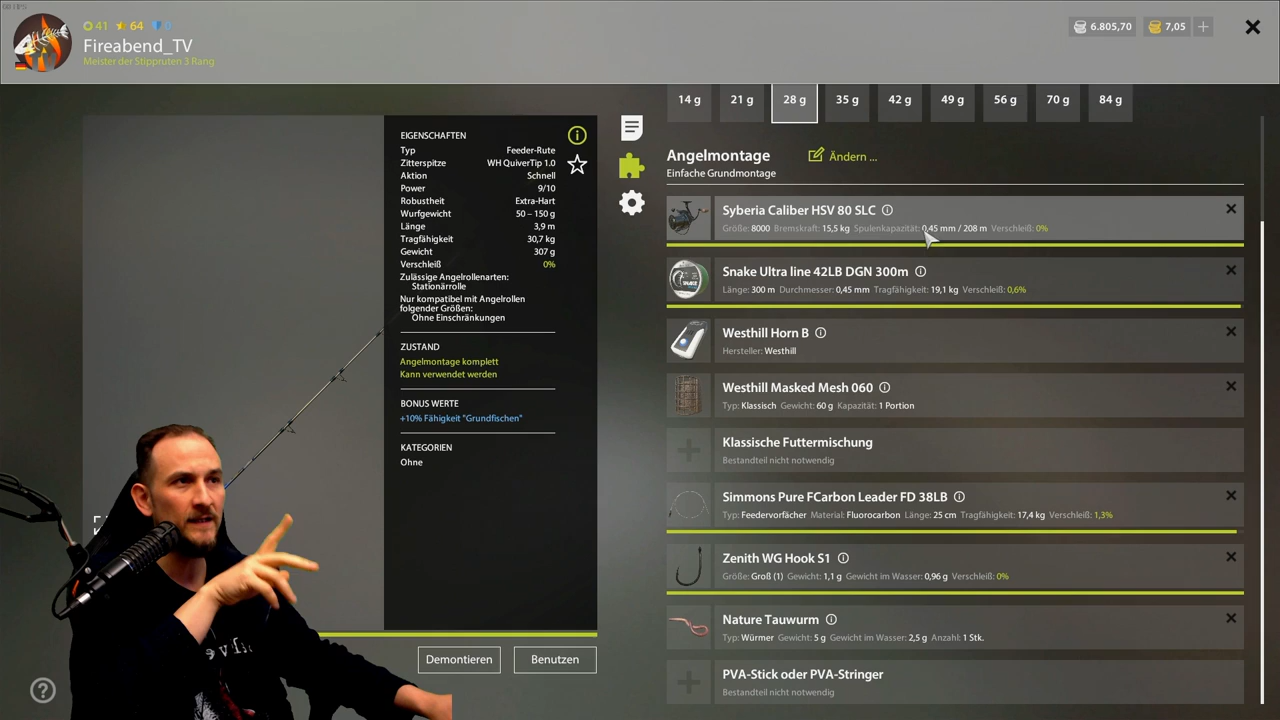 60 FPS
41 64 0
Fireabend_TV
Meister der Stippruten 3 Rang
6.805,70 7,05
EIGENSCHAFTEN
Typ Feeder-Rute
Zitterspitze WH QuiverTip 1.0
Aktion Schnell
Power 9/10
Robustheit Extra-Hart
Wurfgewicht 50 – 150 g
Länge 3,9 m
Tragfähigkeit 30,7 kg
Gewicht 307 g
Verschleiß 0%
Zulässige Angelrollenarten:
Stationärrolle
Nur kompatibel mit Angelrollen
folgender Größen:
Ohne Einschränkungen
ZUSTAND
Angelmontage komplett
Kann verwendet werden
BONUS WERTE
+10% Fähigkeit "Grundfischen"
KATEGORIEN
Ohne
Demontieren Benutzen
14 g 21 g 28 g 35 g 42 g 49 g 56 g 70 g 84 g
Angelmontage Ändern ...
Einfache Grundmontage
Syberia Caliber HSV 80 SLC
Größe: 8000 Bremskraft: 15,5 kg Spulenkapazität: 0,45 mm / 208 m Verschleiß: 0%
Snake Ultra line 42LB DGN 300m
Länge: 300 m Durchmesser: 0,45 mm Tragfähigkeit: 19,1 kg Verschleiß: 0,6%
Westhill Horn B
Hersteller: Westhill
Westhill Masked Mesh 060
Typ: Klassisch Gewicht: 60 g Kapazität: 1 Portion
Klassische Futtermischung
Bestandteil nicht notwendig
Simmons Pure FCarbon Leader FD 38LB
Typ: Feedervorfächer Material: Fluorocarbon Länge: 25 cm Tragfähigkeit: 17,4 kg Verschleiß: 1,3%
Zenith WG Hook S1
Größe: Groß (1) Gewicht: 1,1 g Gewicht im Wasser: 0,96 g Verschleiß: 0%
Nature Tauwurm
Typ: Würmer Gewicht: 5 g Gewicht im Wasser: 2,5 g Anzahl: 1 Stk.
PVA-Stick oder PVA-Stringer
Bestandteil nicht notwendig